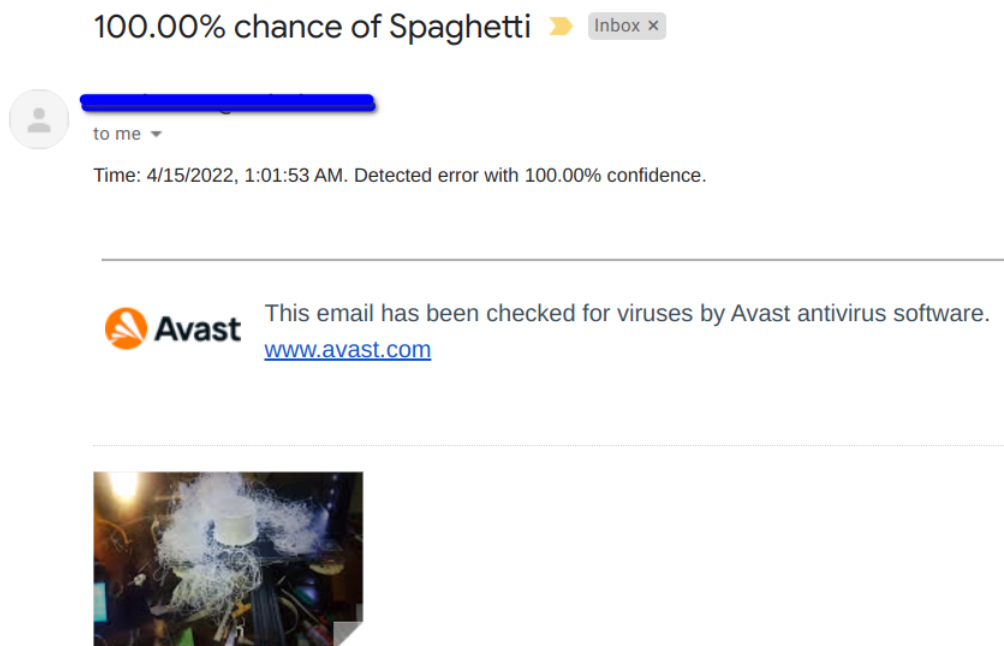 100.00% chance of Spaghetti
Inbox ×
to me
Time: 4/15/2022, 1:01:53 AM. Detected error with 100.00% confidence.
Avast
This email has been checked for viruses by Avast antivirus software.
www.avast.com